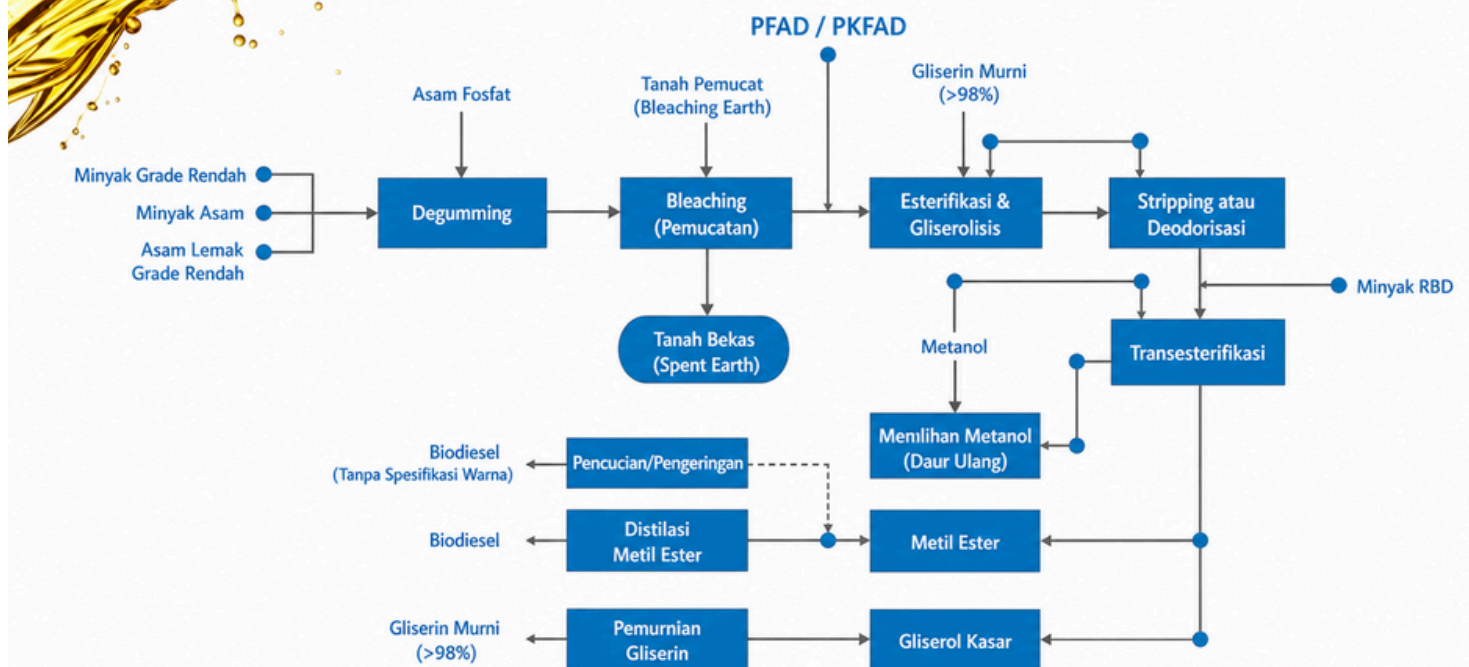 PFAD / PKFAD
Asam Fosfat
Tanah Pemucat
(Bleaching Earth)
Gliserin Murni
(>98%)
Minyak Grade Rendah
Minyak Asam
Asam Lemak
Grade Rendah
Degumming
Bleaching
(Pemucatan)
Esterifikasi &
Gliserolisis
Stripping atau
Deodorisasi
Minyak RBD
Tanah Bekas
(Spent Earth)
Metanol
Transesterifikasi
Memlihan Metanol
(Daur Ulang)
Biodiesel
(Tanpa Spesifikasi Warna)
Pencucian/Pengeringan
Biodiesel
Distilasi
Metil Ester
Metil Ester
Gliserin Murni
(>98%)
Pemurnian
Gliserin
Gliserol Kasar